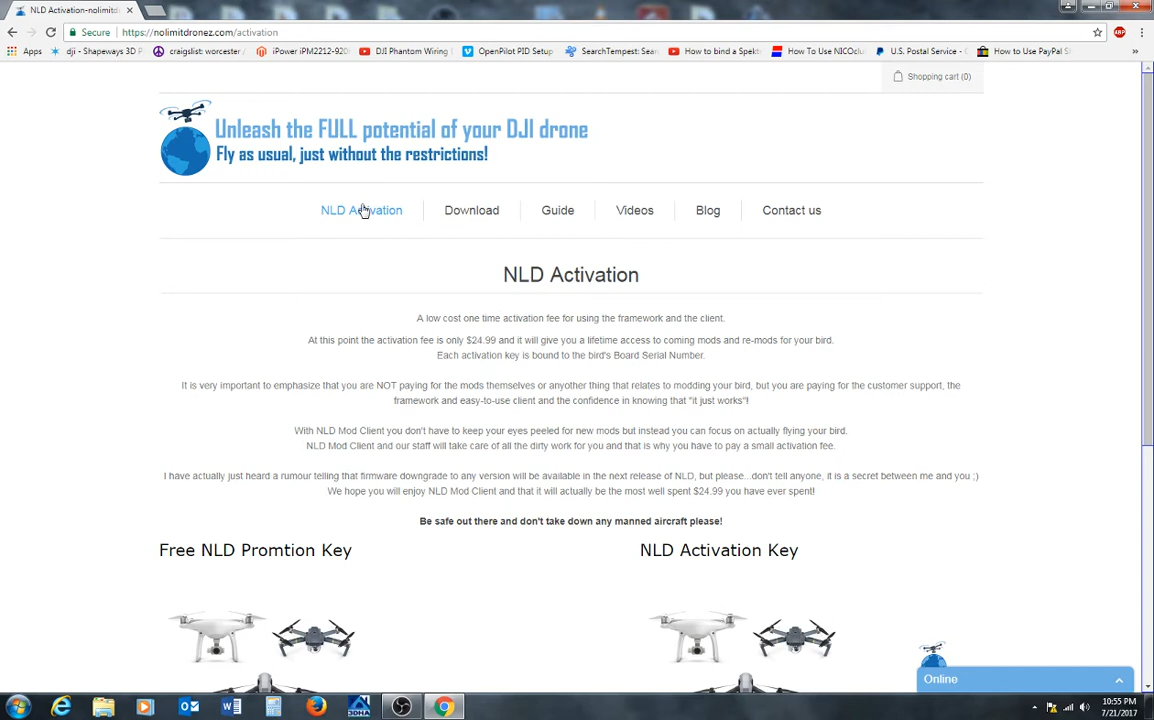 NLD Activation-nolimitdro
Secure
https://nolimitdronez.com/activation
Apps
dji - Shapeways 3D P
craigslist: worcester
iPower iPM2212-920
DJI Phantom Wiring
OpenPilot PID Setup
SearchTempest: Sear
How to bind a Spekt
How To Use NICOclu
U.S. Postal Service -
How to Use PayPal S
»
Shopping cart (0)
Unleash the FULL potential of your DJI drone
Fly as usual, just without the restrictions!
NLD Activation
Download
Guide
Videos
Blog
Contact us
NLD Activation
A low cost one time activation fee for using the framework and the client.
At this point the activation fee is only $24.99 and it will give you a lifetime access to coming mods and re-mods for your bird.
Each activation key is bound to the bird's Board Serial Number.
It is very important to emphasize that you are NOT paying for the mods themselves or anyother thing that relates to modding your bird, but you are paying for the customer support, the
framework and easy-to-use client and the confidence in knowing that "it just works"!
With NLD Mod Client you don't have to keep your eyes peeled for new mods but instead you can focus on actually flying your bird.
NLD Mod Client and our staff will take care of all the dirty work for you and that is why you have to pay a small activation fee.
I have actually just heard a rumour telling that firmware downgrade to any version will be available in the next release of NLD, but please...don't tell anyone, it is a secret between me and you ;)
We hope you will enjoy NLD Mod Client and that it will actually be the most well spent $24.99 you have ever spent!
Be safe out there and don't take down any manned aircraft please!
Free NLD Promtion Key
NLD Activation Key
Online
3DHA
10:55 PM
7/21/2017